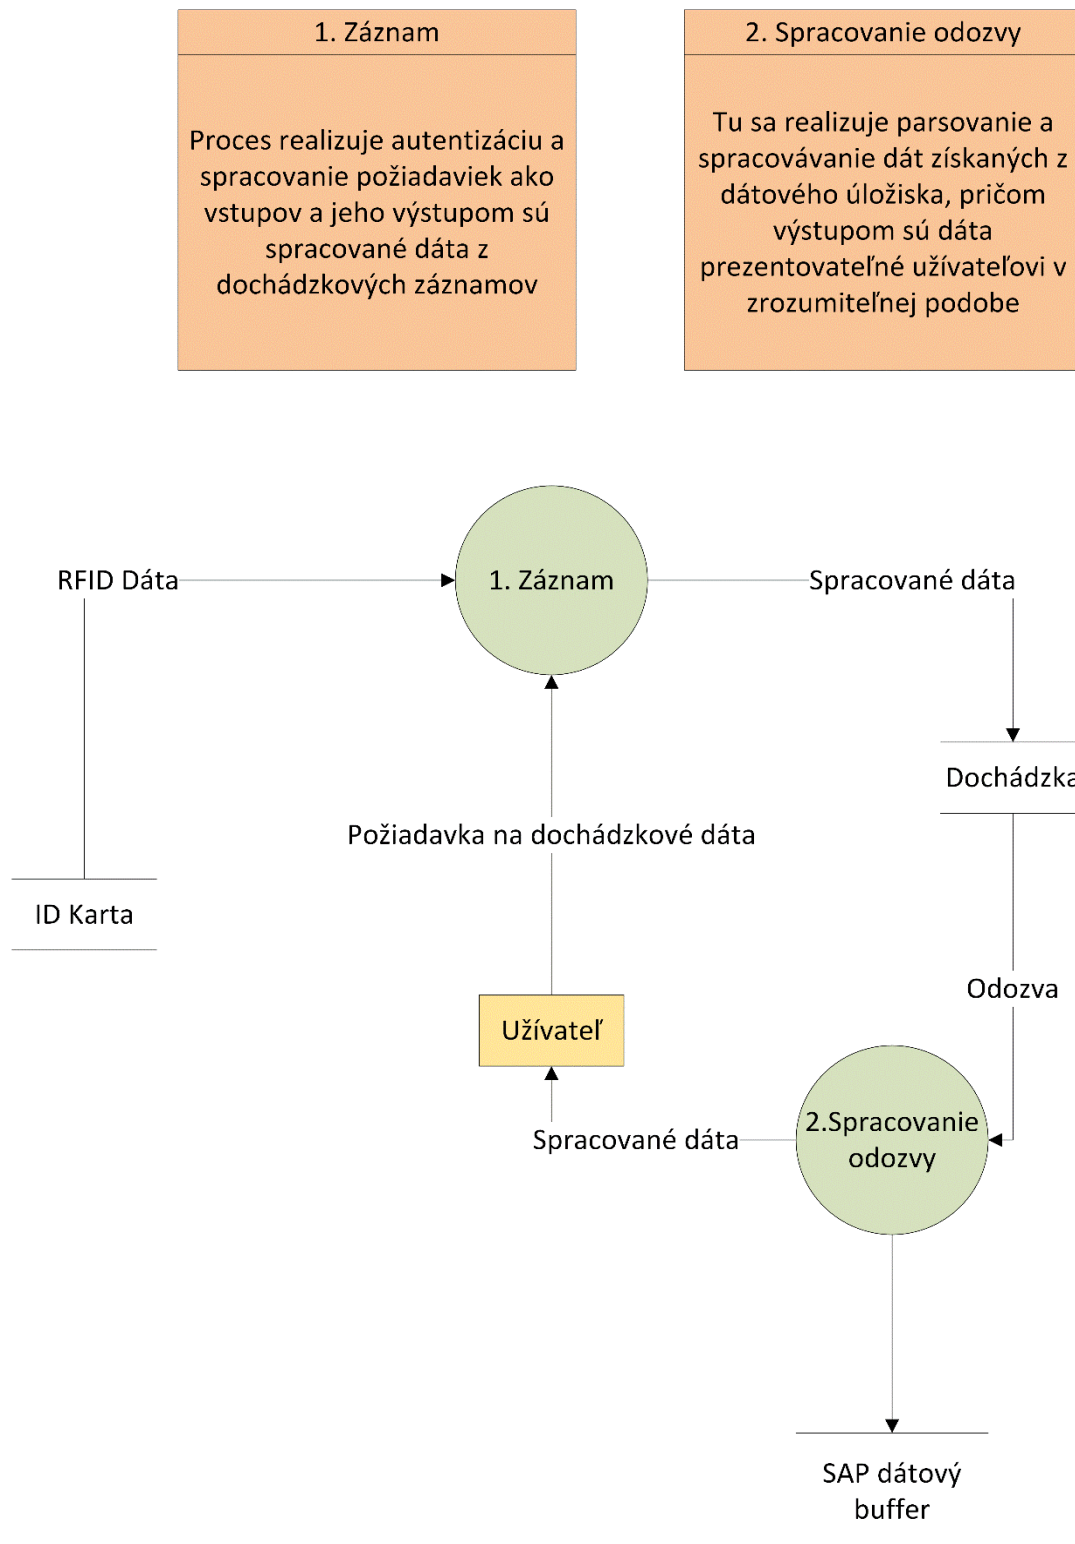 1. Záznam
Proces realizuje autentizáciu a
spracovanie požiadaviek ako
vstupov a jeho výstupom sú
spracované dáta z
dochádzkových záznamov
2. Spracovanie odozvy
Tu sa realizuje parsovanie a
spracovávanie dát získaných z
dátového úložiska, pričom
výstupom sú dáta
prezentovateľné užívateľovi v
zrozumiteľnej podobe
RFID Dáta
1. Záznam
Spracované dáta
Dochádzka
Požiadavka na dochádzkové dáta
ID Karta
Odozva
Užívateľ
2.Spracovanie
odozvy
Spracované dáta
SAP dátový
buffer